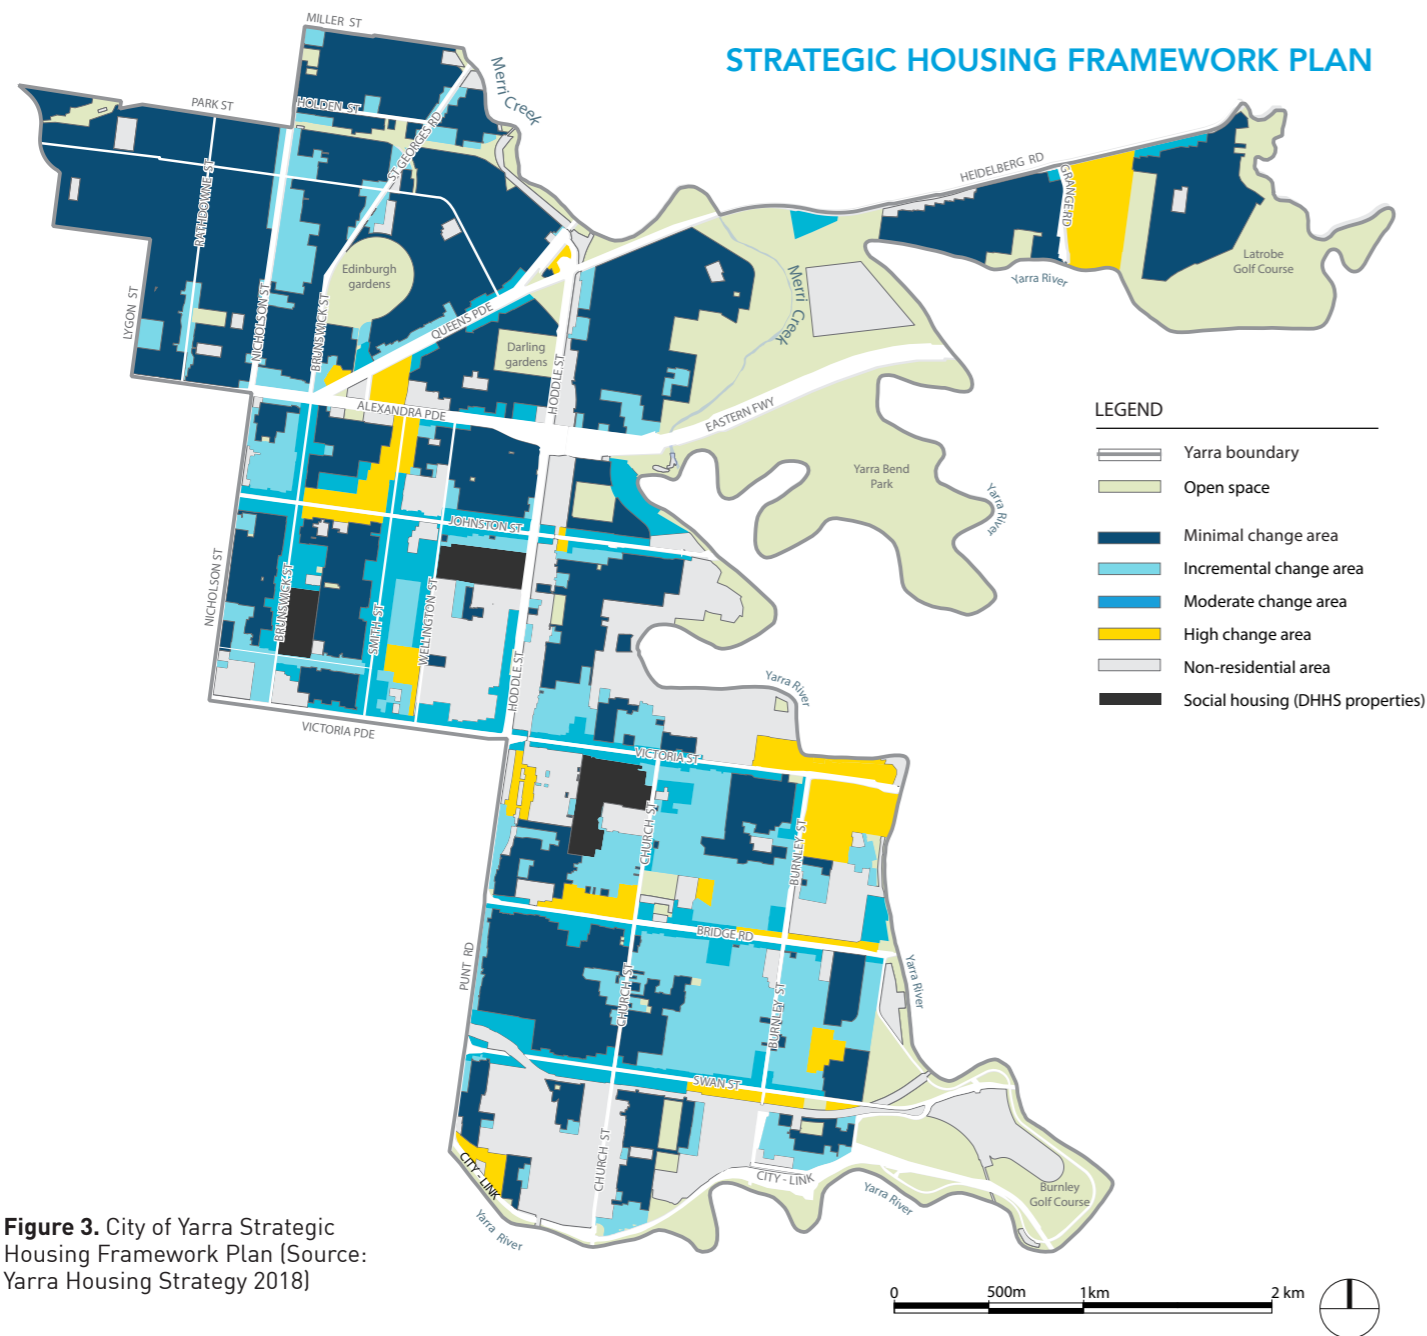 STRATEGIC HOUSING FRAMEWORK PLAN
MILLER ST
Merri Creek
PARK ST
HOLDEN ST
ST GEORGES RD
RATHDOWNE ST
HEIDELBERG RD
GRANGE RD
Edinburgh
gardens
Latrobe
Golf Course
Yarra River
Merri Creek
LYGON ST
NICHOLSON ST
BRUNSWICK ST
QUEENS PDE
Darling
gardens
HODDLE ST
ALEXANDRA PDE
EASTERN FWY
LEGEND
Yarra boundary
Open space
Minimal change area
Incremental change area
Moderate change area
High change area
Non-residential area
Social housing (DHHS properties)
Yarra Bend
Park
Yarra River
JOHNSTON ST
NICHOLSON ST
BRUNSWICK ST
SMITH ST
WELLINGTON ST
HODDLE ST
Yarra River
VICTORIA PDE
VICTORIA ST
CHURCH ST
BURNLEY ST
BRIDGE RD
PUNT RD
CHURCH ST
BURNLEY ST
Yarra River
SWAN ST
CHURCH ST
CITY - LINK
CITY - LINK
Yarra River
Yarra River
Burnley
Golf Course
Figure 3. City of Yarra Strategic
Housing Framework Plan (Source:
Yarra Housing Strategy 2018)
0 500m 1km 2 km